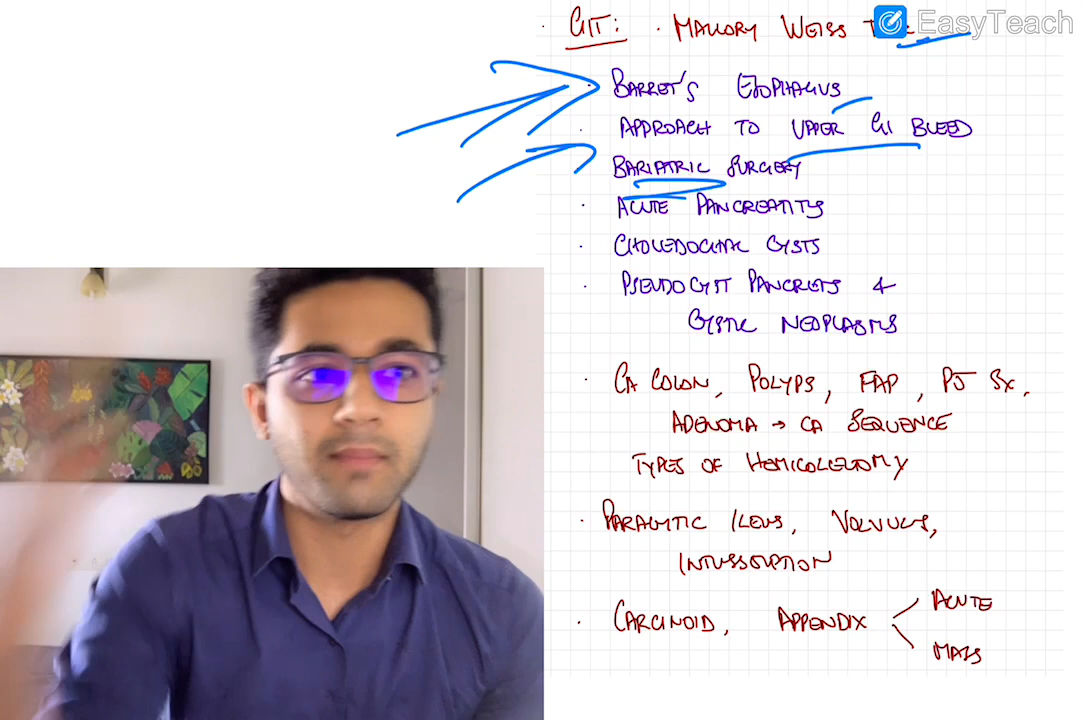 GIT: · MALLORY WEISS
EasyTeach
· BARRET'S ESOPHAGUS
· APPROACH TO UPPER GI BLEED
BARIATRIC SURGERY
· ACUTE PANCREATITIS
· CHOLEDOCHAL CYSTS
· PSEUDOCYST PANCREAS &
CYSTIC NEOPLASMS
· CA COLON, POLYPS, FAP, PJ Sx,
ADENOMA → CA SEQUENCE
TYPES OF HEMICOLECTOMY
· PARALYTIC ILEUS, VOLVULUS,
INTUSSCEPTION
· CARCINOID, APPENDIX
ACUTE
MASS